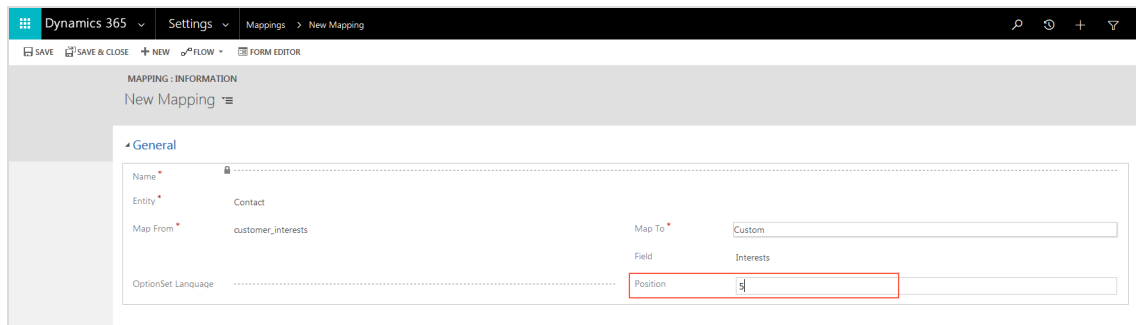 Dynamics 365 Settings Mappings > New Mapping
SAVE SAVE & CLOSE + NEW FLOW FORM EDITOR
MAPPING : INFORMATION
New Mapping
General
Name *
Entity * Contact
Map From * customer_interests Map To * Custom
Field Interests
OptionSet Language Position 5